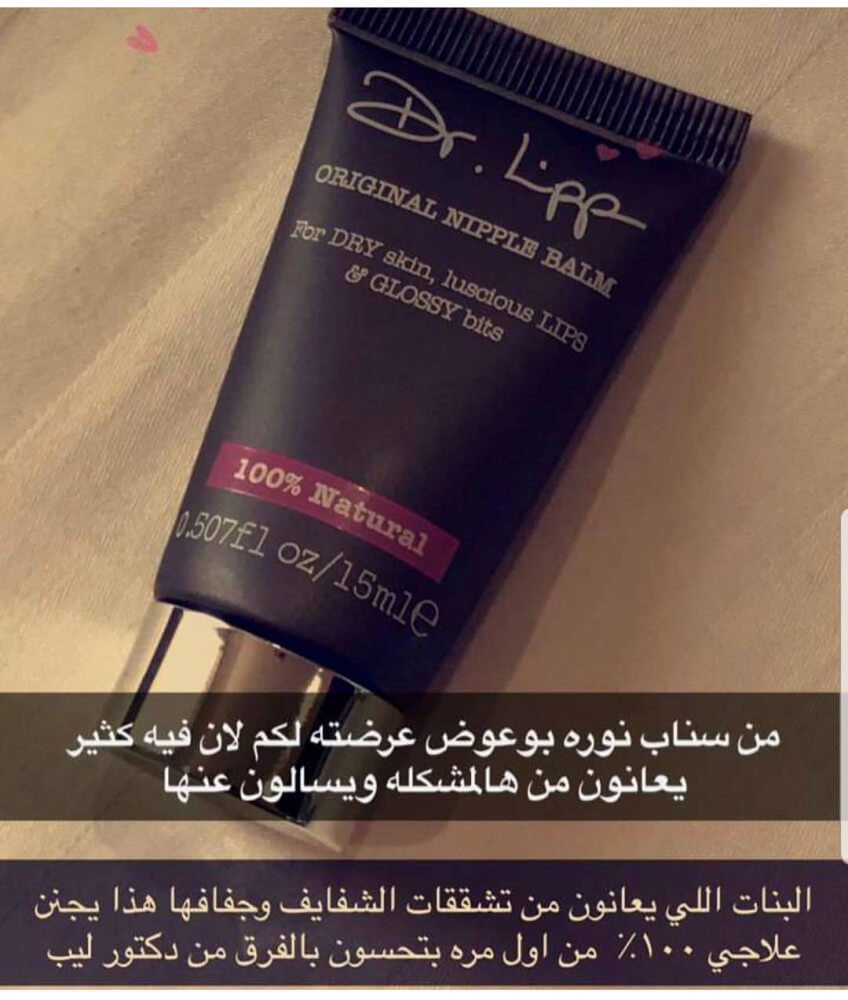 Dr. Lipp
ORIGINAL NIPPLE BALM
For DRY skin, luscious LIPS
& GLOSSY bits
100% Natural
0.507fl oz/15ml℮
من سناب نوره بوعوض عرضته لكم لان فيه كثير
يعانون من هالمشكله ويسالون عنها
البنات اللي يعانون من تشققات الشفايف وجفافها هذا يجنن
علاجي ١٠٠٪ من اول مره بتحسون بالفرق من دكتور ليب